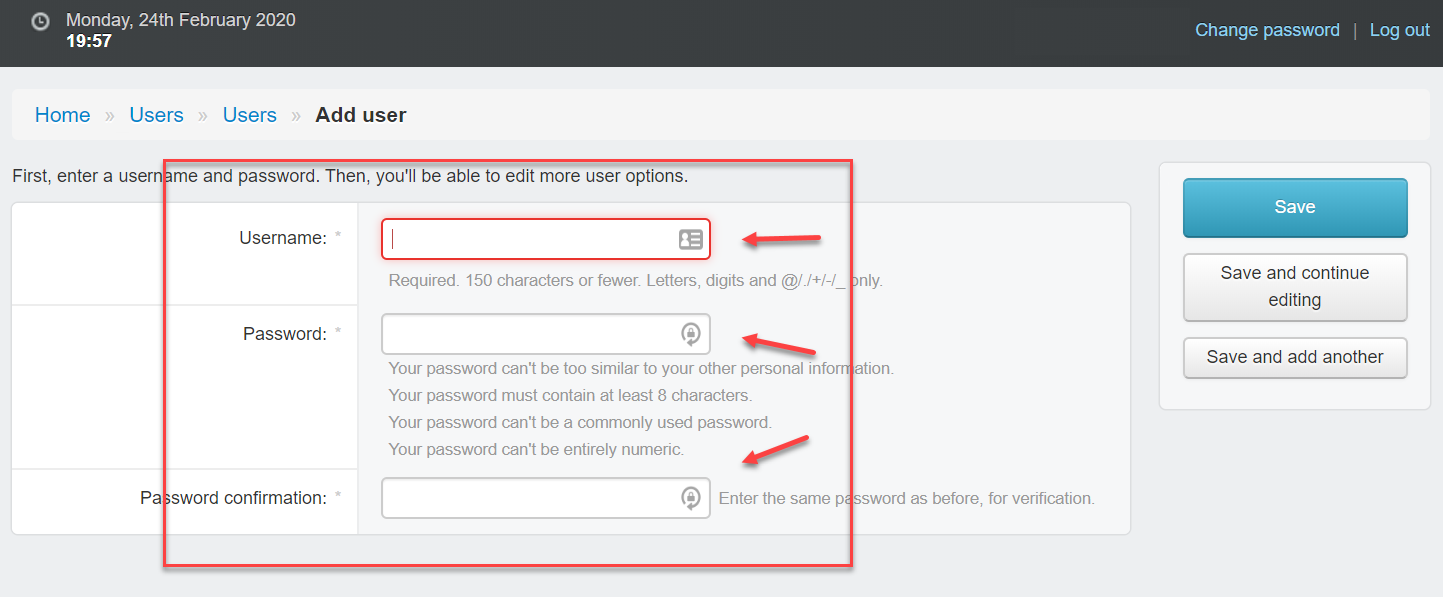 Monday, 24th February 2020
19:57
Change password | Log out
Home » Users » Users » Add user
First, enter a username and password. Then, you'll be able to edit more user options.
Username: *
Required. 150 characters or fewer. Letters, digits and @/./+/-/_ only.
Password: *
Your password can't be too similar to your other personal information.
Your password must contain at least 8 characters.
Your password can't be a commonly used password.
Your password can't be entirely numeric.
Password confirmation: *
Enter the same password as before, for verification.
Save
Save and continue
editing
Save and add another